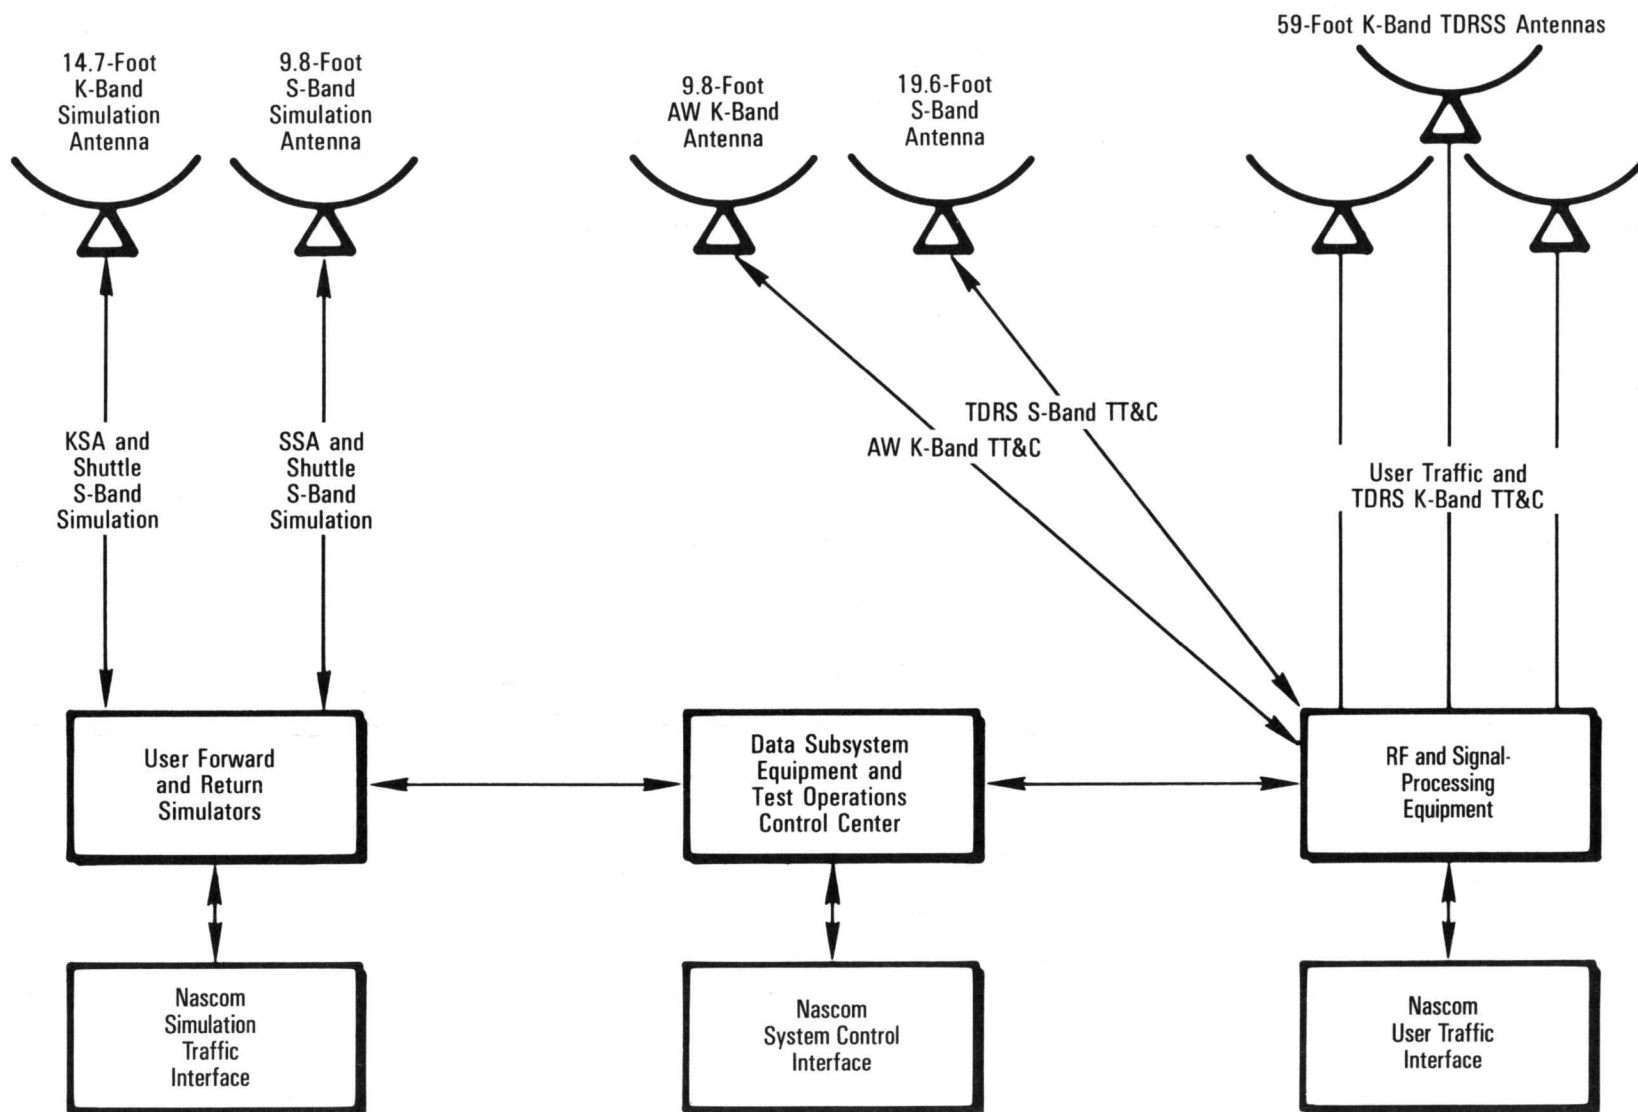 59-Foot K-Band TDRSS Antennas
14.7-Foot
K-Band
Simulation
Antenna
9.8-Foot
S-Band
Simulation
Antenna
9.8-Foot
AW K-Band
Antenna
19.6-Foot
S-Band
Antenna
KSA and
Shuttle
S-Band
Simulation
SSA and
Shuttle
S-Band
Simulation
TDRS S-Band TT&C
AW K-Band TT&C
User Traffic and
TDRS K-Band TT&C
User Forward
and Return
Simulators
Data Subsystem
Equipment and
Test Operations
Control Center
RF and Signal-
Processing
Equipment
Nascom
Simulation
Traffic
Interface
Nascom
System Control
Interface
Nascom
User Traffic
Interface